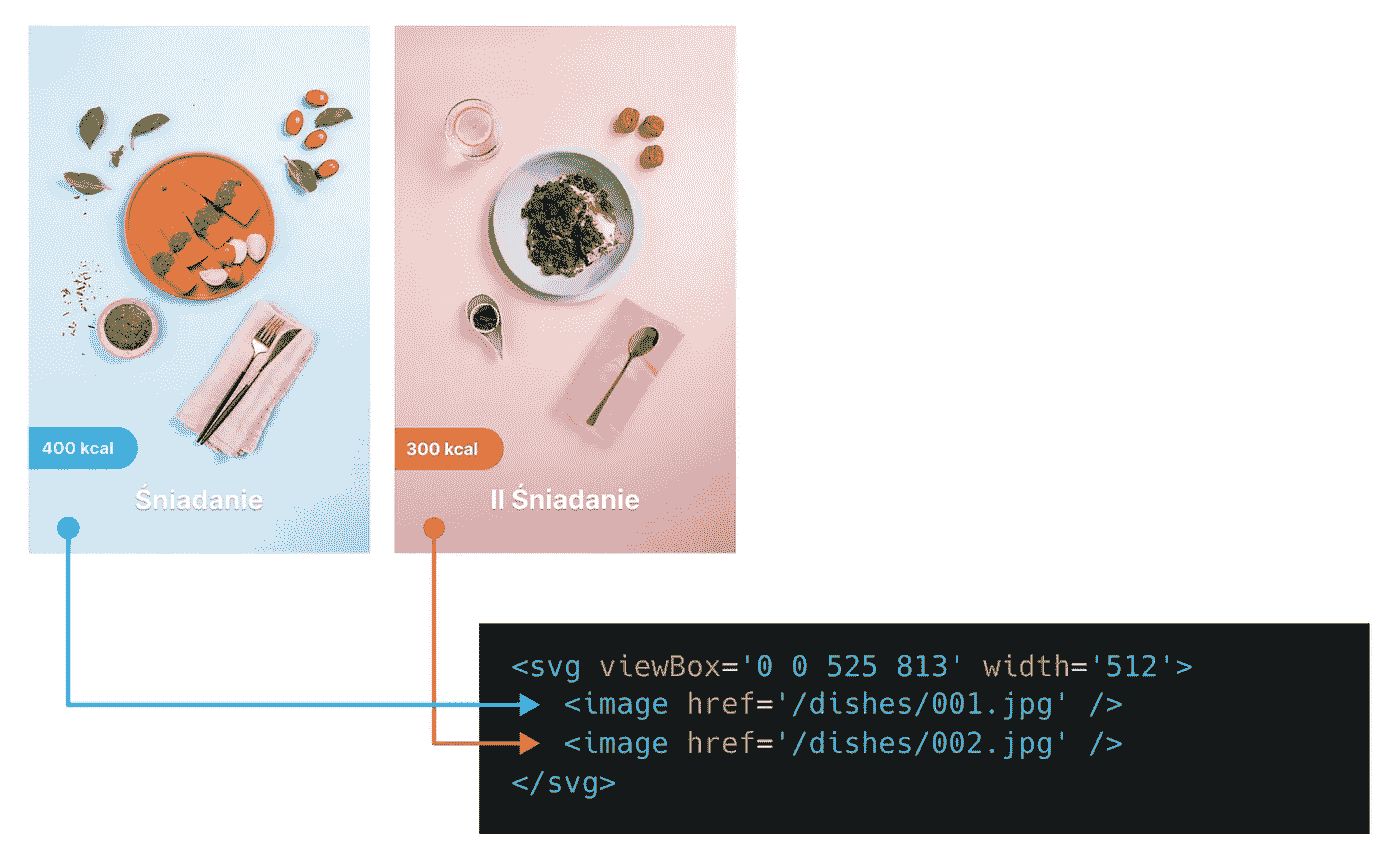 400 kcal
Śniadanie
300 kcal
II Śniadanie
<svg viewBox='0 0 525 813' width='512'>
<image href='/dishes/001.jpg' />
<image href='/dishes/002.jpg' />
</svg>